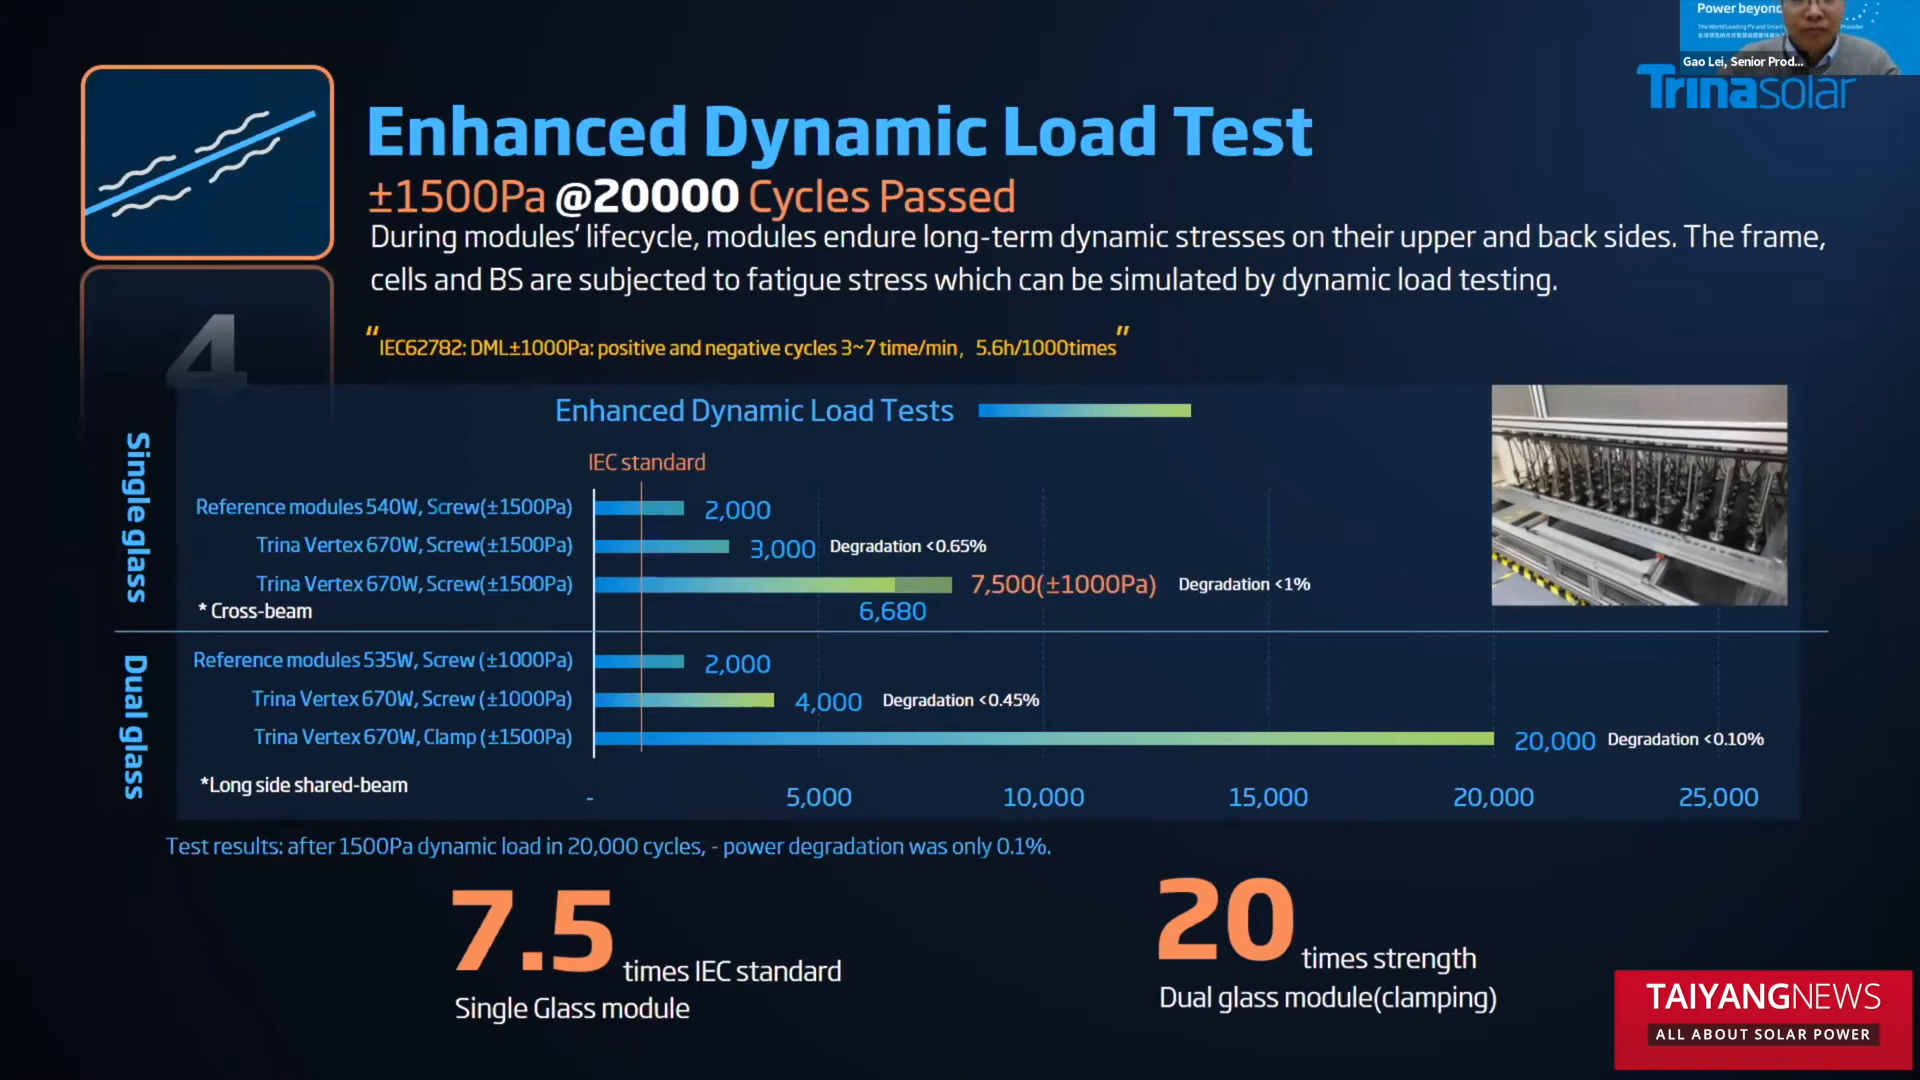 Power beyond
Gao Lei, Senior Prod...
Trinasolar
Enhanced Dynamic Load Test
±1500Pa @20000 Cycles Passed
During modules' lifecycle, modules endure long-term dynamic stresses on their upper and back sides. The frame,
cells and BS are subjected to fatigue stress which can be simulated by dynamic load testing.
4
“IEC62782: DML±1000Pa: positive and negative cycles 3~7 time/min, 5.6h/1000times”
Enhanced Dynamic Load Tests
IEC standard
Single glass
Reference modules 540W, Screw(±1500Pa) 2,000
Trina Vertex 670W, Screw(±1500Pa) 3,000 Degradation <0.65%
Trina Vertex 670W, Screw(±1500Pa) 7,500(±1000Pa) Degradation <1%
* Cross-beam 6,680
Dual glass
Reference modules 535W, Screw (±1000Pa) 2,000
Trina Vertex 670W, Screw (±1000Pa) 4,000 Degradation <0.45%
Trina Vertex 670W, Clamp (±1500Pa) 20,000 Degradation <0.10%
*Long side shared-beam
- 5,000 10,000 15,000 20,000 25,000
Test results: after 1500Pa dynamic load in 20,000 cycles, - power degradation was only 0.1%.
7.5 times IEC standard
Single Glass module
20 times strength
Dual glass module(clamping)
TAIYANGNEWS
ALL ABOUT SOLAR POWER